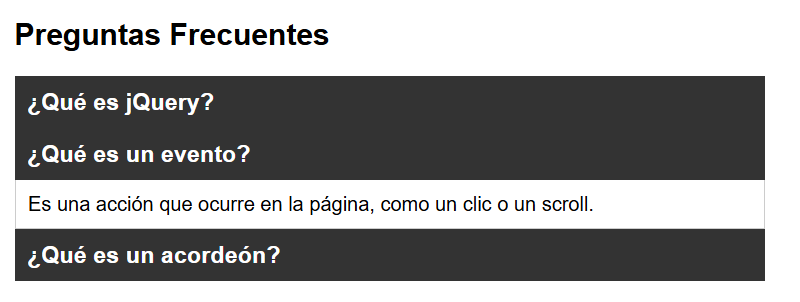 Preguntas Frecuentes
¿Qué es jQuery?
¿Qué es un evento?
Es una acción que ocurre en la página, como un clic o un scroll.
¿Qué es un acordeón?